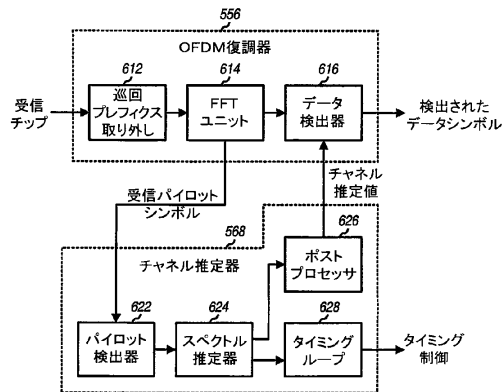 556
OFDM復調器
612
614
616
受信
チップ
巡回
プレフィクス
取り外し
FFT
ユニット
データ
検出器
検出された
データシンボル
受信パイロット
シンボル
チャネル
推定値
568
626
チャネル推定器
ポスト
プロセッサ
622
624
628
パイロット
検出器
スペクトル
推定器
タイミング
ループ
タイミング
制御